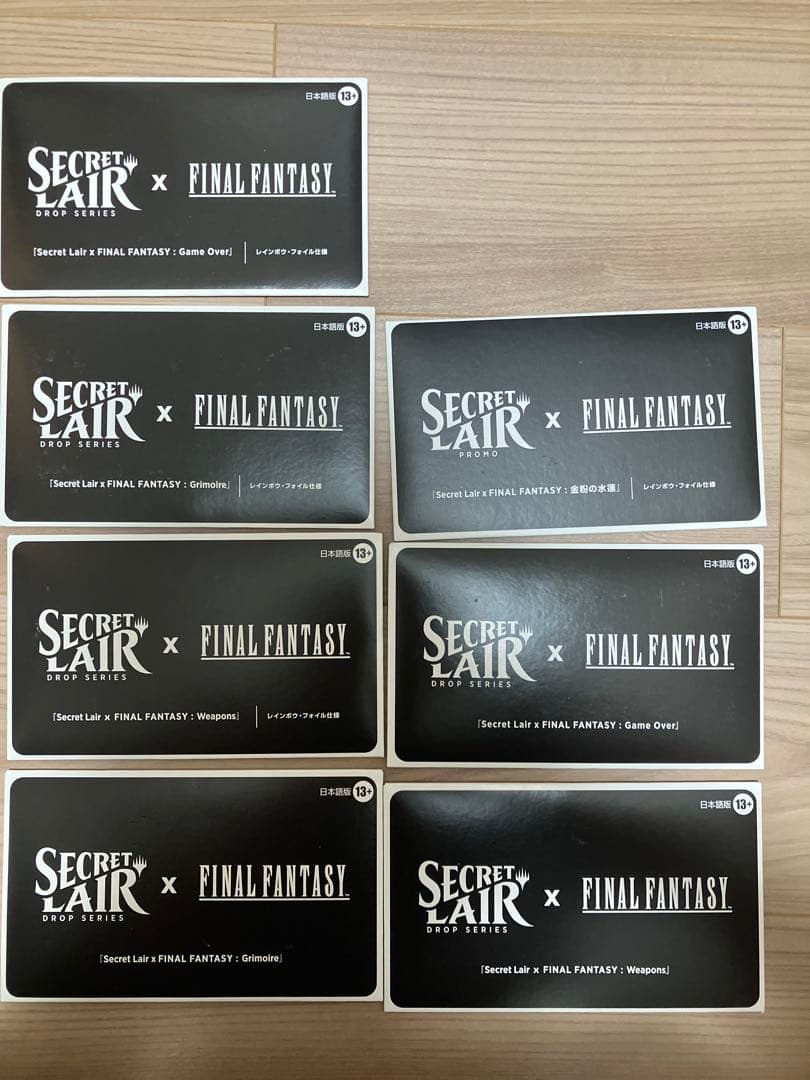 日本語版 13+
SECRET LAIR x FINAL FANTASY™
DROP SERIES
『Secret Lair x FINAL FANTASY : Game Over』 レインボウ・フォイル仕様
日本語版 13+
SECRET LAIR x FINAL FANTASY™
DROP SERIES
『Secret Lair x FINAL FANTASY : Grimoire』 レインボウ・フォイル仕様
日本語版 13+
SECRET LAIR x FINAL FANTASY™
PROMO
『Secret Lair x FINAL FANTASY : 金粉の水蓮』 レインボウ・フォイル仕様
日本語版 13+
SECRET LAIR x FINAL FANTASY™
DROP SERIES
『Secret Lair x FINAL FANTASY : Weapons』 レインボウ・フォイル仕様
日本語版 13+
SECRET LAIR x FINAL FANTASY™
DROP SERIES
『Secret Lair x FINAL FANTASY : Game Over』
日本語版 13+
SECRET LAIR x FINAL FANTASY™
DROP SERIES
『Secret Lair x FINAL FANTASY : Grimoire』
日本語版 13+
SECRET LAIR x FINAL FANTASY™
DROP SERIES
『Secret Lair x FINAL FANTASY : Weapons』